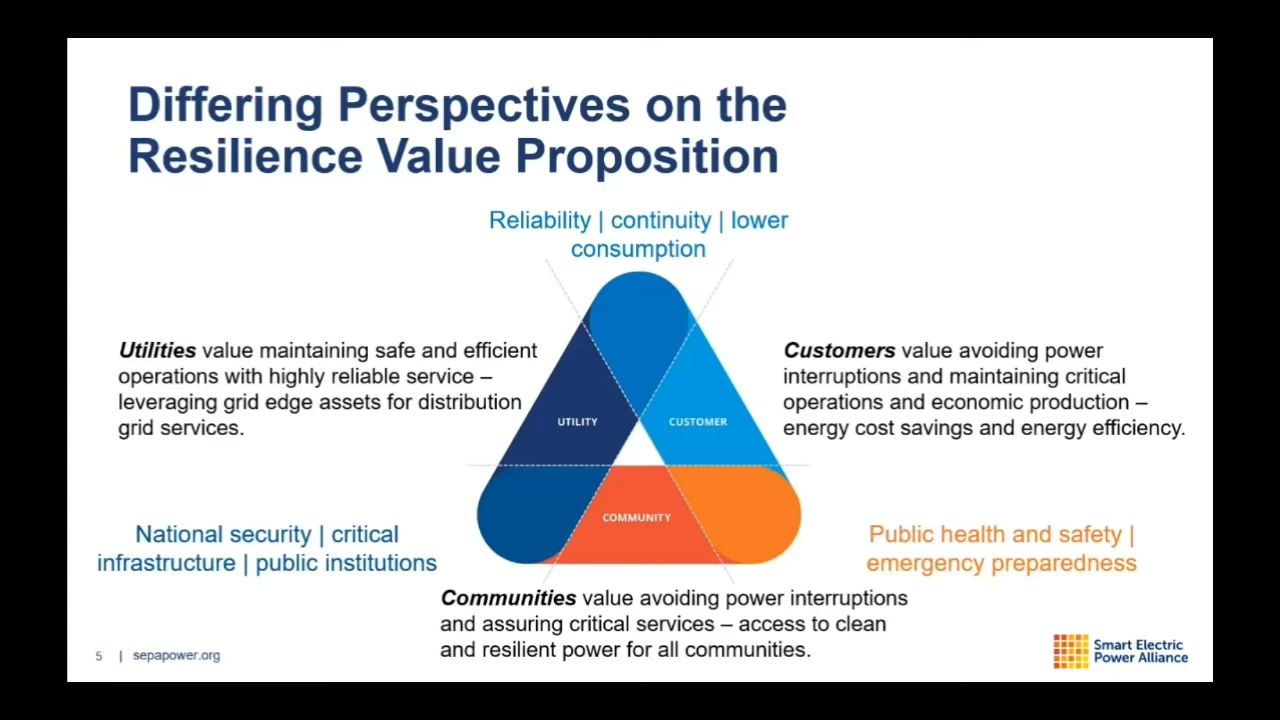 Differing Perspectives on the
Resilience Value Proposition
Reliability | continuity | lower
consumption
Utilities value maintaining safe and efficient
operations with highly reliable service –
leveraging grid edge assets for distribution
grid services.
Customers value avoiding power
interruptions and maintaining critical
operations and economic production –
energy cost savings and energy efficiency.
UTILITY
CUSTOMER
COMMUNITY
National security | critical
infrastructure | public institutions
Public health and safety |
emergency preparedness
Communities value avoiding power interruptions
and assuring critical services – access to clean
and resilient power for all communities.
5 | sepapower.org
Smart Electric
Power Alliance